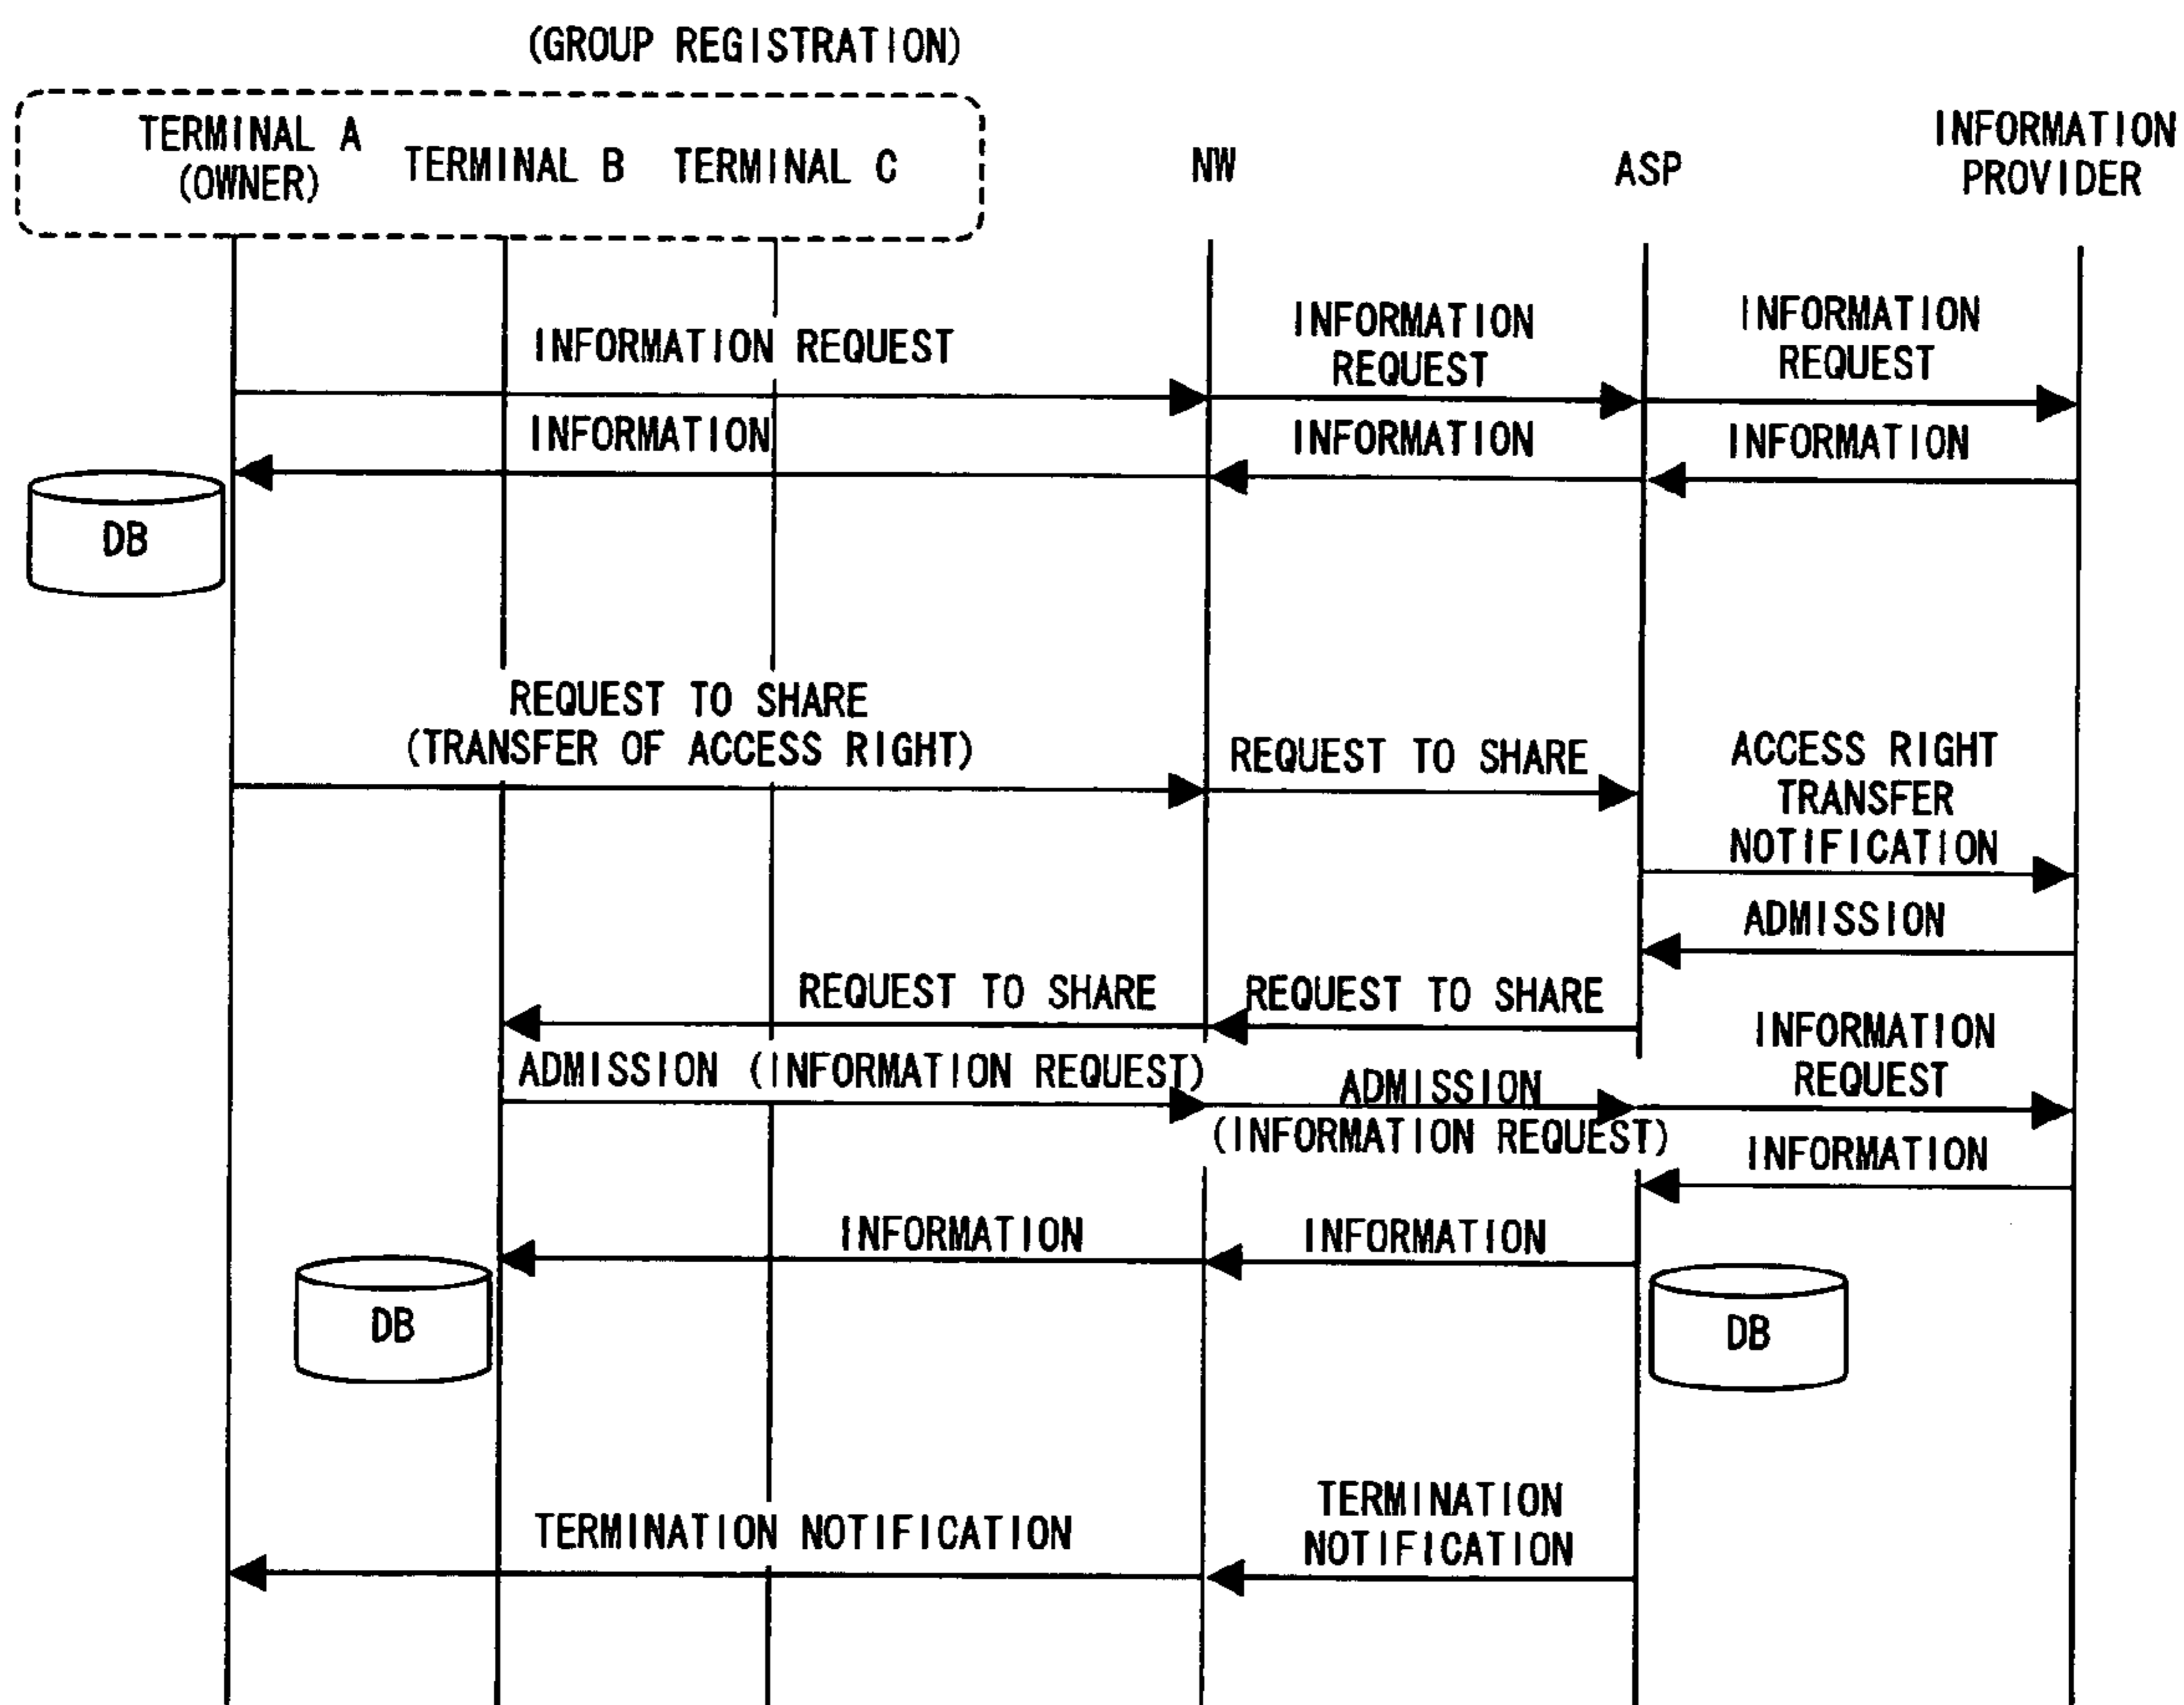 (GROUP REGISTRATION)
TERMINAL A
(OWNER)
TERMINAL B
TERMINAL C
NW
ASP
INFORMATION
PROVIDER
INFORMATION REQUEST
INFORMATION
REQUEST
INFORMATION
REQUEST
INFORMATION
INFORMATION
INFORMATION
DB
REQUEST TO SHARE
(TRANSFER OF ACCESS RIGHT)
REQUEST TO SHARE
ACCESS RIGHT
TRANSFER
NOTIFICATION
ADMISSION
REQUEST TO SHARE
REQUEST TO SHARE
INFORMATION
REQUEST
ADMISSION (INFORMATION REQUEST)
ADMISSION
(INFORMATION REQUEST)
INFORMATION
INFORMATION
INFORMATION
DB
DB
TERMINATION NOTIFICATION
TERMINATION
NOTIFICATION